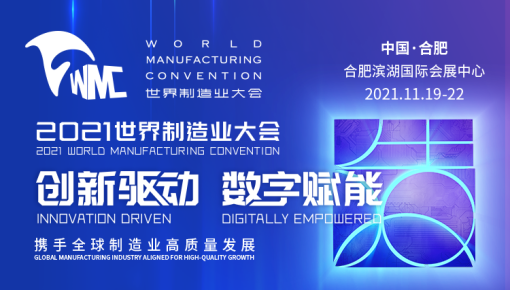 WMC
WORLD
MANUFACTURING
CONVENTION
世界制造业大会
中国·合肥
合肥滨湖国际会展中心
2021.11.19-22
2021世界制造业大会
2021 WORLD MANUFACTURING CONVENTION
创新驱动 数字赋能
INNOVATION DRIVEN DIGITALLY EMPOWERED
携手全球制造业高质量发展
GLOBAL MANUFACTURING INDUSTRY ALIGNED FOR HIGH-QUALITY GROWTH